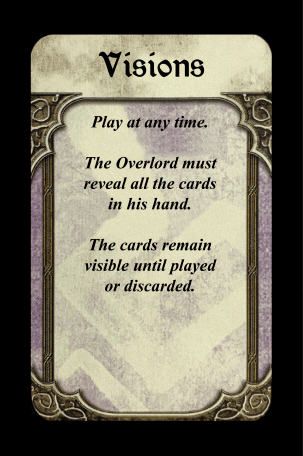 Visions
Play at any time.
The Overlord must
reveal all the cards
in his hand.
The cards remain
visible until played
or discarded.